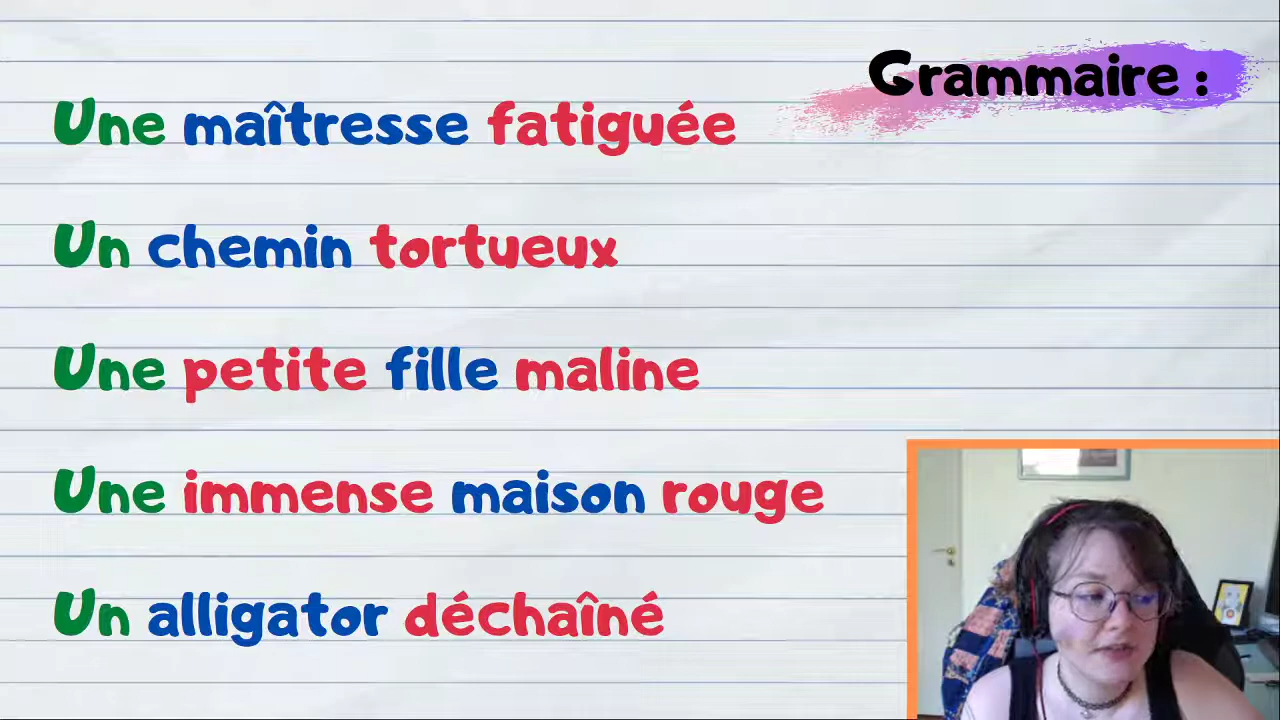 Grammaire :
Une maîtresse fatiguée
Un chemin tortueux
Une petite fille maline
Une immense maison rouge
Un alligator déchaîné